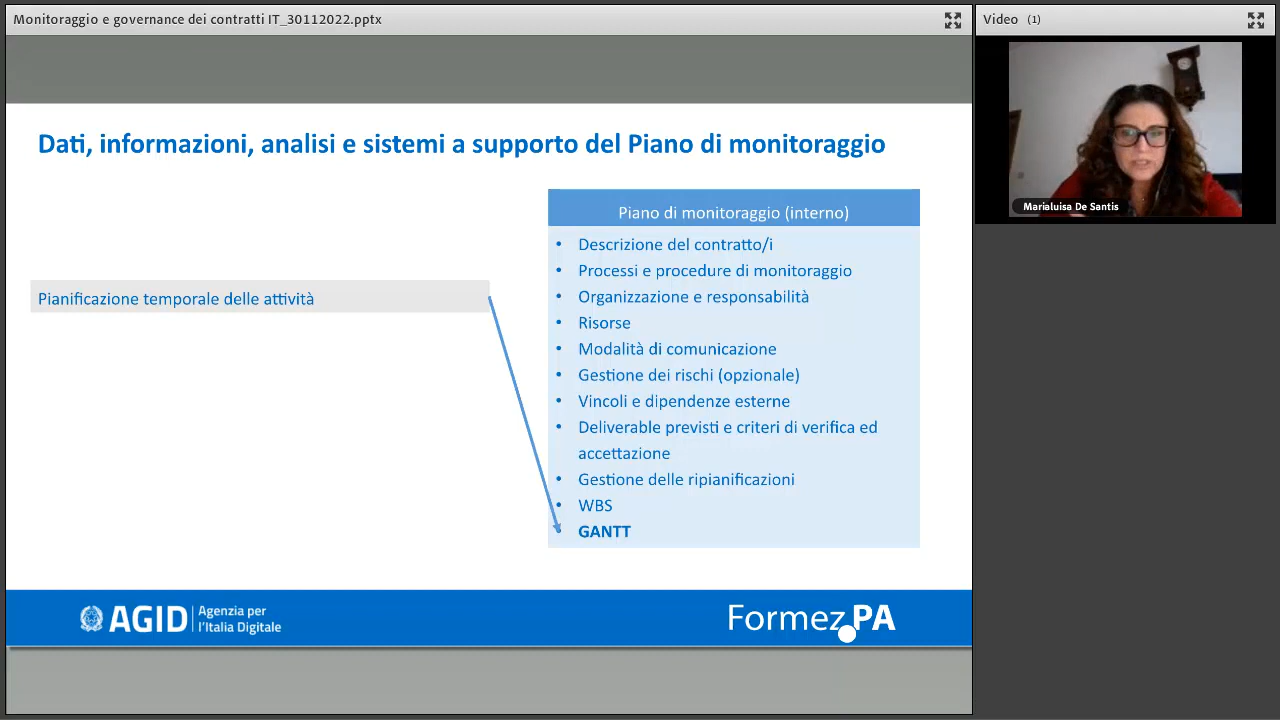 Monitoraggio e governance dei contratti IT_30112022.pptx
Video (1)
Marialuisa De Santis
Dati, informazioni, analisi e sistemi a supporto del Piano di monitoraggio
Pianificazione temporale delle attività
Piano di monitoraggio (interno)
• Descrizione del contratto/i
• Processi e procedure di monitoraggio
• Organizzazione e responsabilità
• Risorse
• Modalità di comunicazione
• Gestione dei rischi (opzionale)
• Vincoli e dipendenze esterne
• Deliverable previsti e criteri di verifica ed
accettazione
• Gestione delle ripianificazioni
• WBS
• GANTT
AGID
Agenzia per
l'Italia Digitale
Formez PA